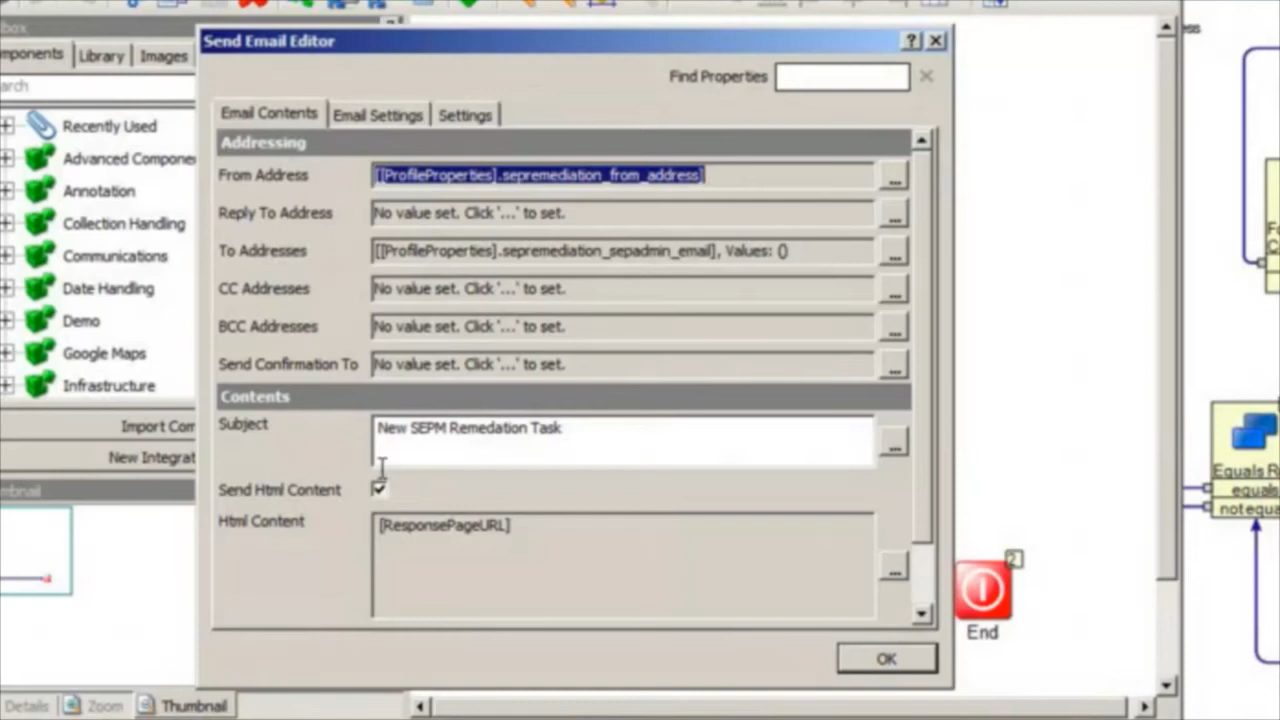 Send Email Editor
?
Find Properties
mponents
Library
Images
Email Contents
Email Settings
Settings
arch
Addressing
Recently Used
Advanced Componen
Annotation
Collection Handling
Communications
Date Handling
Demo
Google Maps
Infrastructure
Import Com
New Integrat
From Address
[[ProfileProperties].sepremediation_from_address]
...
Reply To Address
No value set. Click '...' to set.
...
To Addresses
[[ProfileProperties].sepremediation_sepadmin_email], Values: ()
...
CC Addresses
No value set. Click '...' to set.
...
BCC Addresses
No value set. Click '...' to set.
...
Send Confirmation To
No value set. Click '...' to set.
...
Contents
Subject
New SEPM Remedation Task
...
Send Html Content
Html Content
[ResponsePageURL]
...
OK
2
End
Equals R
equals
notequa
Details
Zoom
Thumbnail